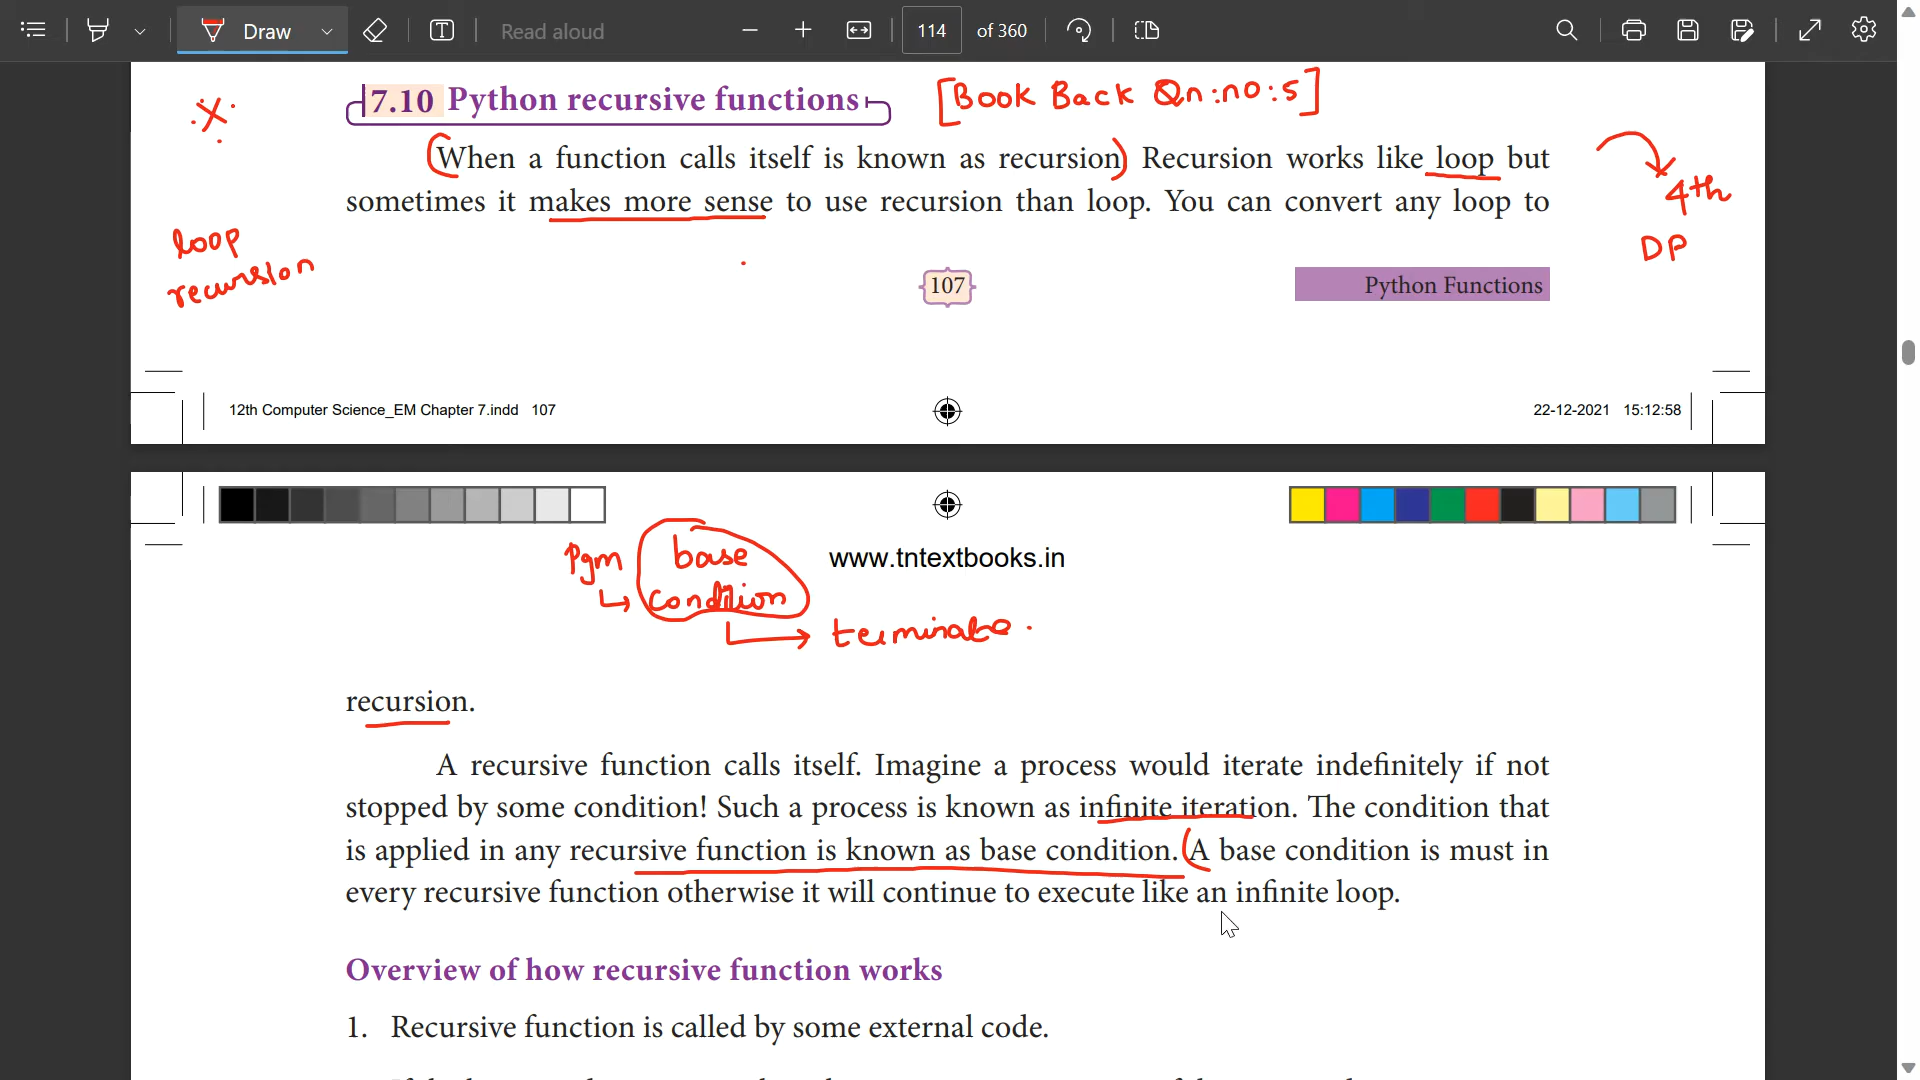 Draw
Read aloud
114 of 360
7.10 Python recursive functions [Book Back Qn:no:5]
When a function calls itself is known as recursion. Recursion works like loop but
sometimes it makes more sense to use recursion than loop. You can convert any loop to
4th
DP
loop
recursion
107
Python Functions
12th Computer Science_EM Chapter 7.indd 107
22-12-2021 15:12:58
Pgm base
condition
www.tntextbooks.in
terminate.
recursion.
A recursive function calls itself. Imagine a process would iterate indefinitely if not
stopped by some condition! Such a process is known as infinite iteration. The condition that
is applied in any recursive function is known as base condition. A base condition is must in
every recursive function otherwise it will continue to execute like an infinite loop.
Overview of how recursive function works
1. Recursive function is called by some external code.